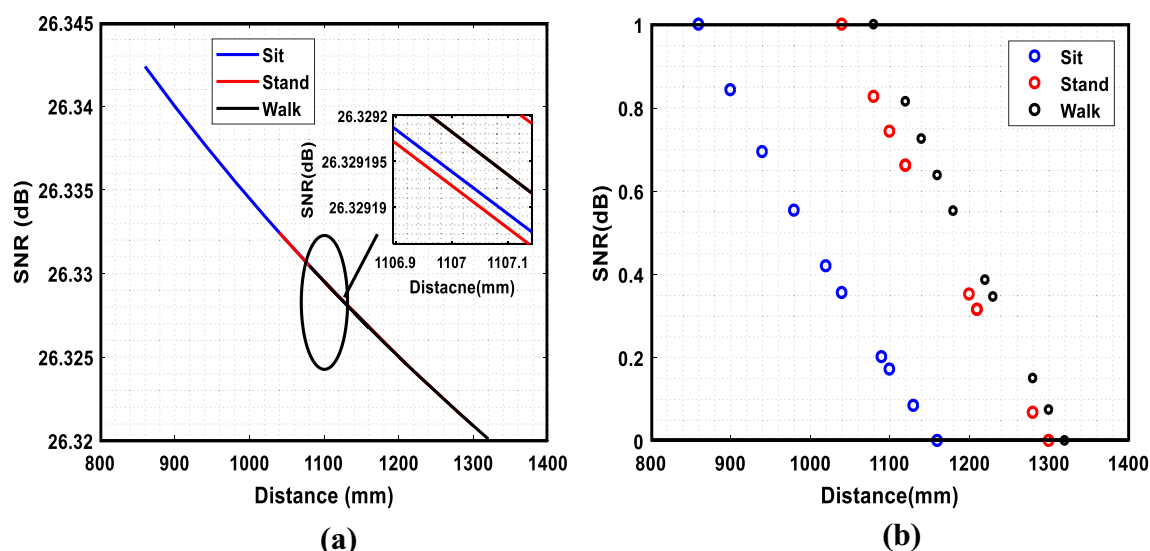 26.345
26.34
26.335
26.33
26.325
26.32
SNR (dB)
800 900 1000 1100 1200 1300 1400
Distance (mm)
Sit
Stand
Walk
26.3292
26.329195
26.32919
SNR(dB)
1106.9 1107 1107.1
Distacne(mm)
(a)
1
0.8
0.6
0.4
0.2
0
SNR(dB)
800 900 1000 1100 1200 1300 1400
Distance(mm)
Sit
Stand
Walk
(b)